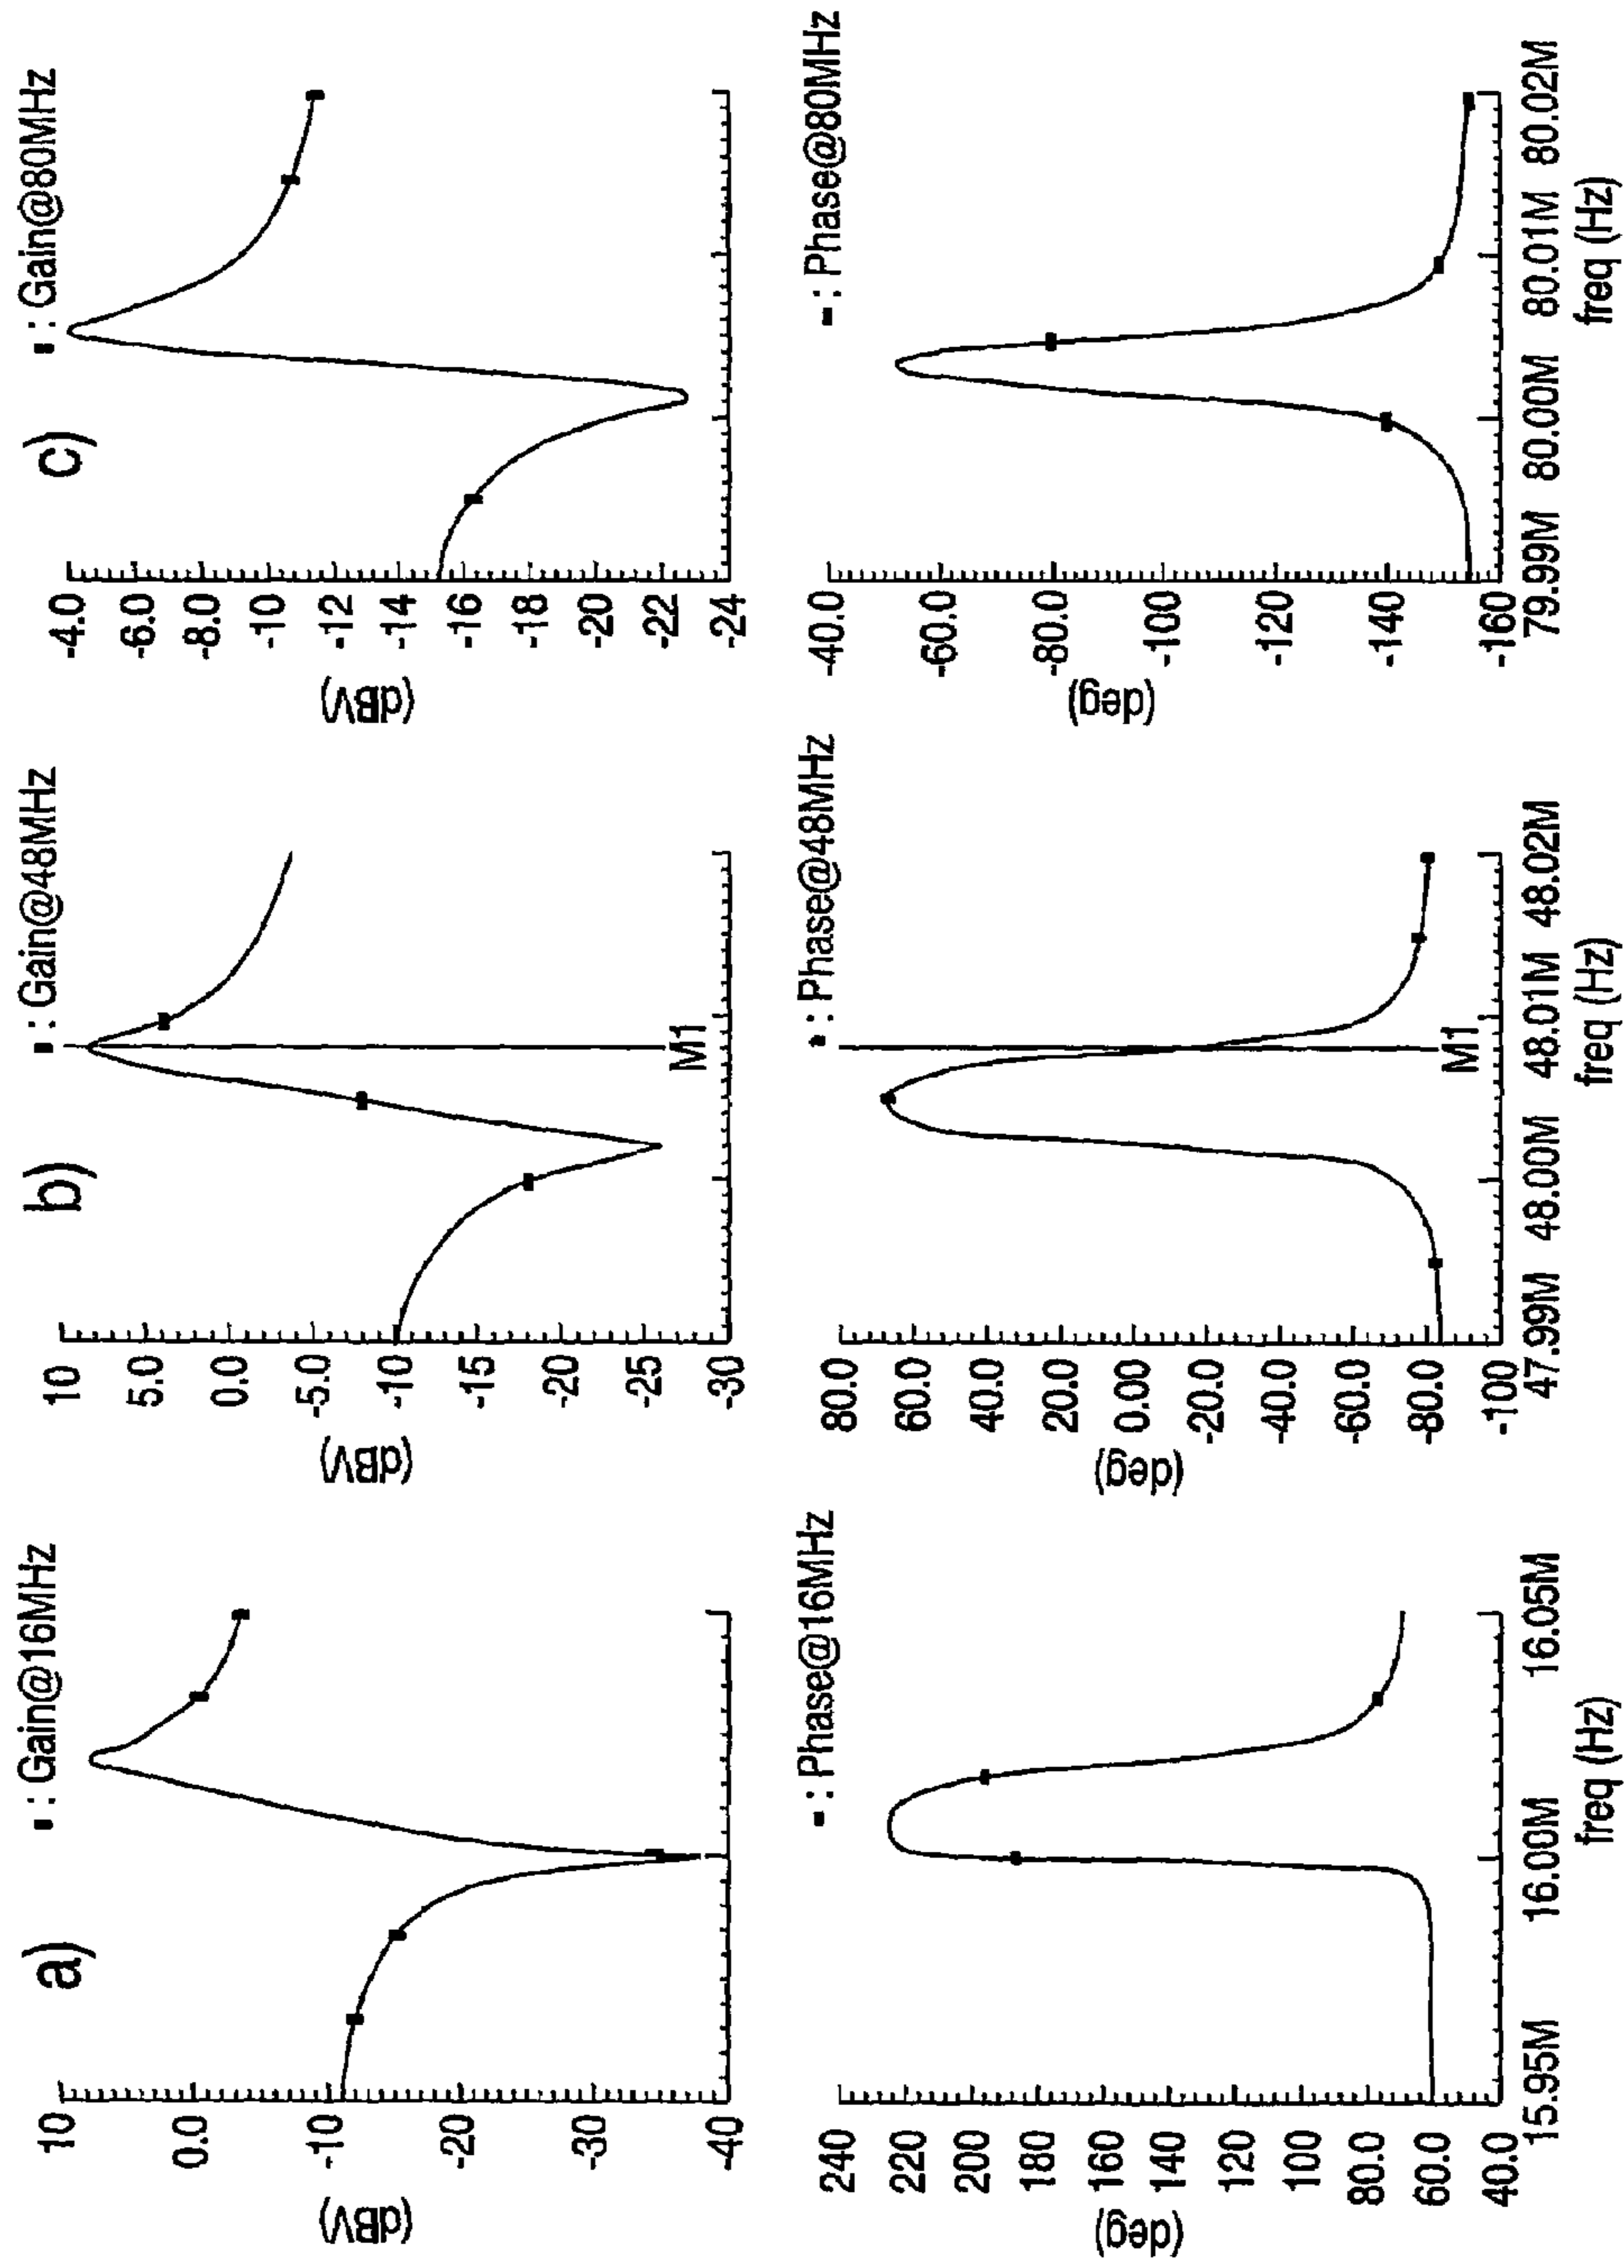 a)
▪ : Gain@16MHz
(dBV)
10
0.0
-10
-20
-30
-40
▪ : Phase@16MHz
(deg)
240
220
200
180
160
140
120
100
80.0
60.0
40.0
15.95M 16.00M 16.05M
freq (Hz)
b)
▪ : Gain@48MHz
(dBV)
10
5.0
0.0
-5.0
-10
-15
-20
-25
-30
M1
▪ : Phase@48MHz
(deg)
80.0
60.0
40.0
20.0
0.00
-20.0
-40.0
-60.0
-80.0
-100
M1
47.99M 48.00M 48.01M 48.02M
freq (Hz)
c)
▪ : Gain@80MHz
(dBV)
-4.0
-6.0
-8.0
-10
-12
-14
-16
-18
-20
-22
-24
▪ : Phase@80MHz
(deg)
-40.0
-60.0
-80.0
-100
-120
-140
-160
79.99M 80.00M 80.01M 80.02M
freq (Hz)